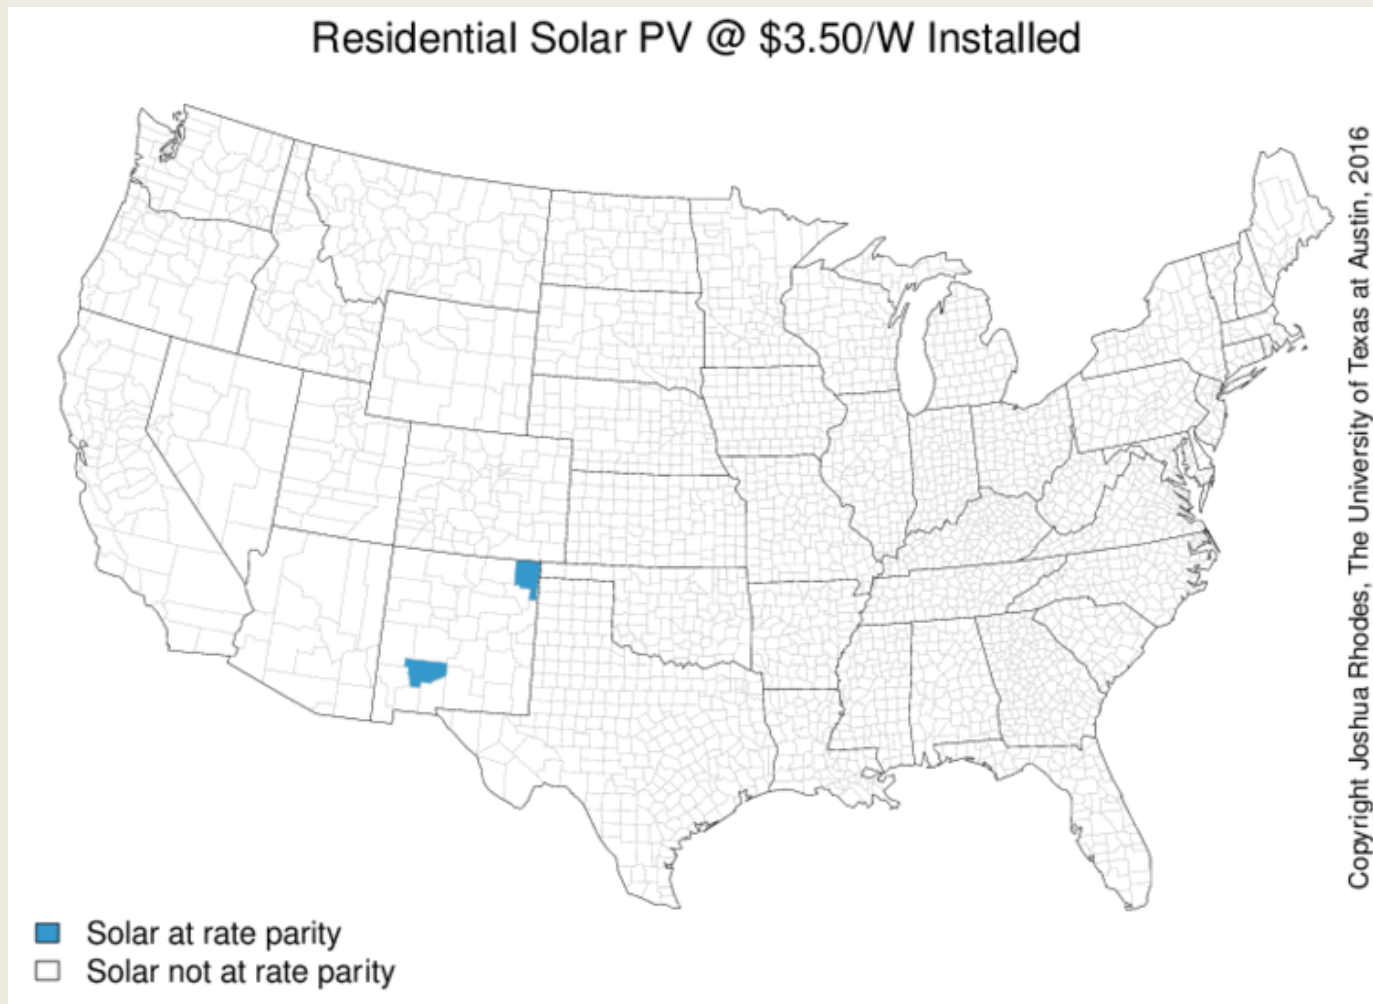 Residential Solar PV @ $3.50/W Installed
Copyright Joshua Rhodes, The University of Texas at Austin, 2016
Solar at rate parity
Solar not at rate parity